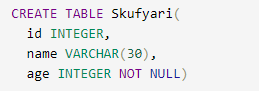 CREATE TABLE Skufyari(
id INTEGER,
name VARCHAR(30),
age INTEGER NOT NULL)